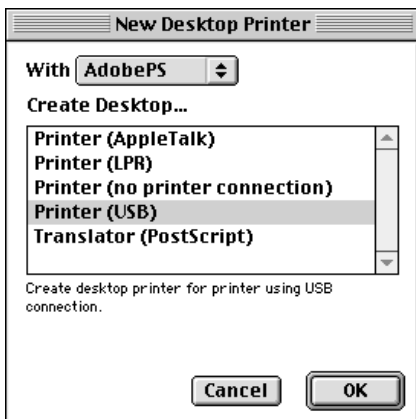 New Desktop Printer
With AdobePS
Create Desktop...
Printer (AppleTalk)
Printer (LPR)
Printer (no printer connection)
Printer (USB)
Translator (PostScript)
Create desktop printer for printer using USB
connection.
Cancel OK